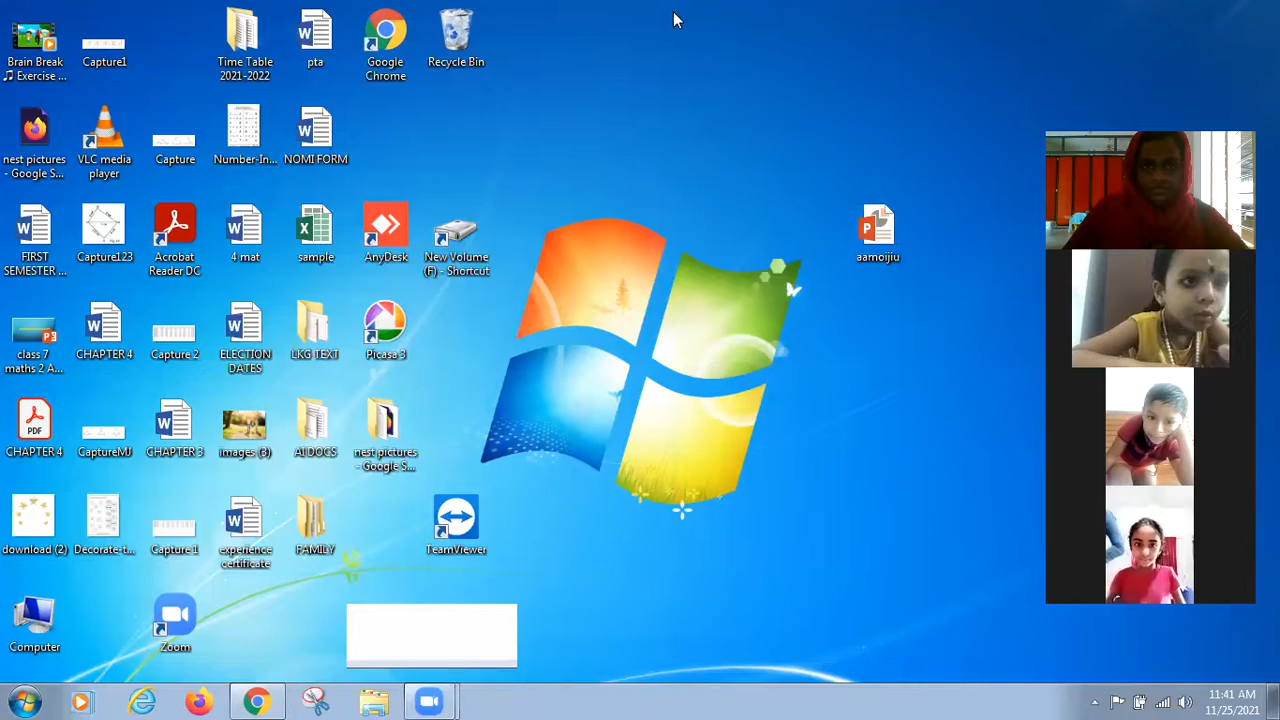 Brain Break
♫ Exercise ...
Capture1
Time Table
2021-2022
pta
Google
Chrome
Recycle Bin
nest pictures
- Google S...
VLC media
player
Capture
Number-In...
NOMI FORM
FIRST
SEMESTER ...
Capture123
Acrobat
Reader DC
4 mat
sample
AnyDesk
New Volume
(F) - Shortcut
aamoijiu
class 7
maths 2 A...
CHAPTER 4
Capture 2
ELECTION
DATES
LKG TEXT
Picasa 3
PDF
CHAPTER 4
CaptureMJ
CHAPTER 3
images (3)
AI DOCS
nest pictures
- Google S...
download (2)
Decorate-t...
Capture 1
experience
certificate
FAMILY
TeamViewer
Computer
Zoom
11:41 AM
11/25/2021